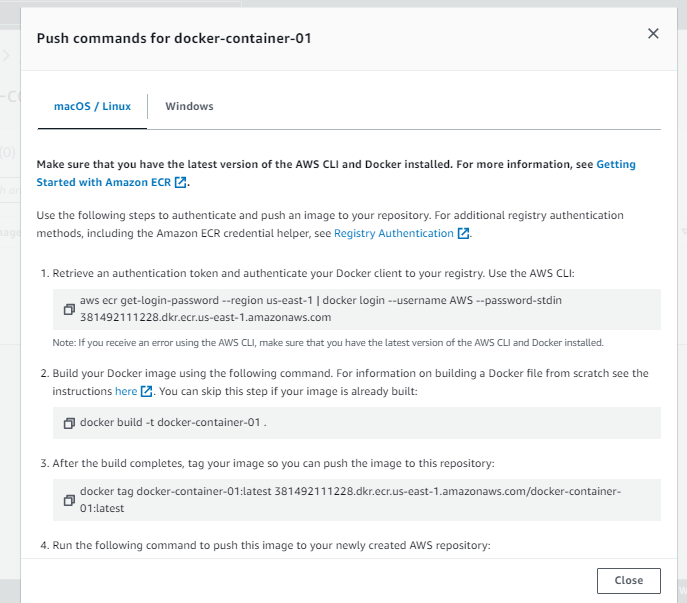 Push commands for docker-container-01
macOS / Linux
Windows
Make sure that you have the latest version of the AWS CLI and Docker installed. For more information, see Getting
Started with Amazon ECR.
Use the following steps to authenticate and push an image to your repository. For additional registry authentication
methods, including the Amazon ECR credential helper, see Registry Authentication.
1. Retrieve an authentication token and authenticate your Docker client to your registry. Use the AWS CLI:
aws ecr get-login-password --region us-east-1 | docker login --username AWS --password-stdin
381492111228.dkr.ecr.us-east-1.amazonaws.com
Note: If you receive an error using the AWS CLI, make sure that you have the latest version of the AWS CLI and Docker installed.
2. Build your Docker image using the following command. For information on building a Docker file from scratch see the
instructions here. You can skip this step if your image is already built:
docker build -t docker-container-01 .
3. After the build completes, tag your image so you can push the image to this repository:
docker tag docker-container-01:latest 381492111228.dkr.ecr.us-east-1.amazonaws.com/docker-container-
01:latest
4. Run the following command to push this image to your newly created AWS repository:
Close